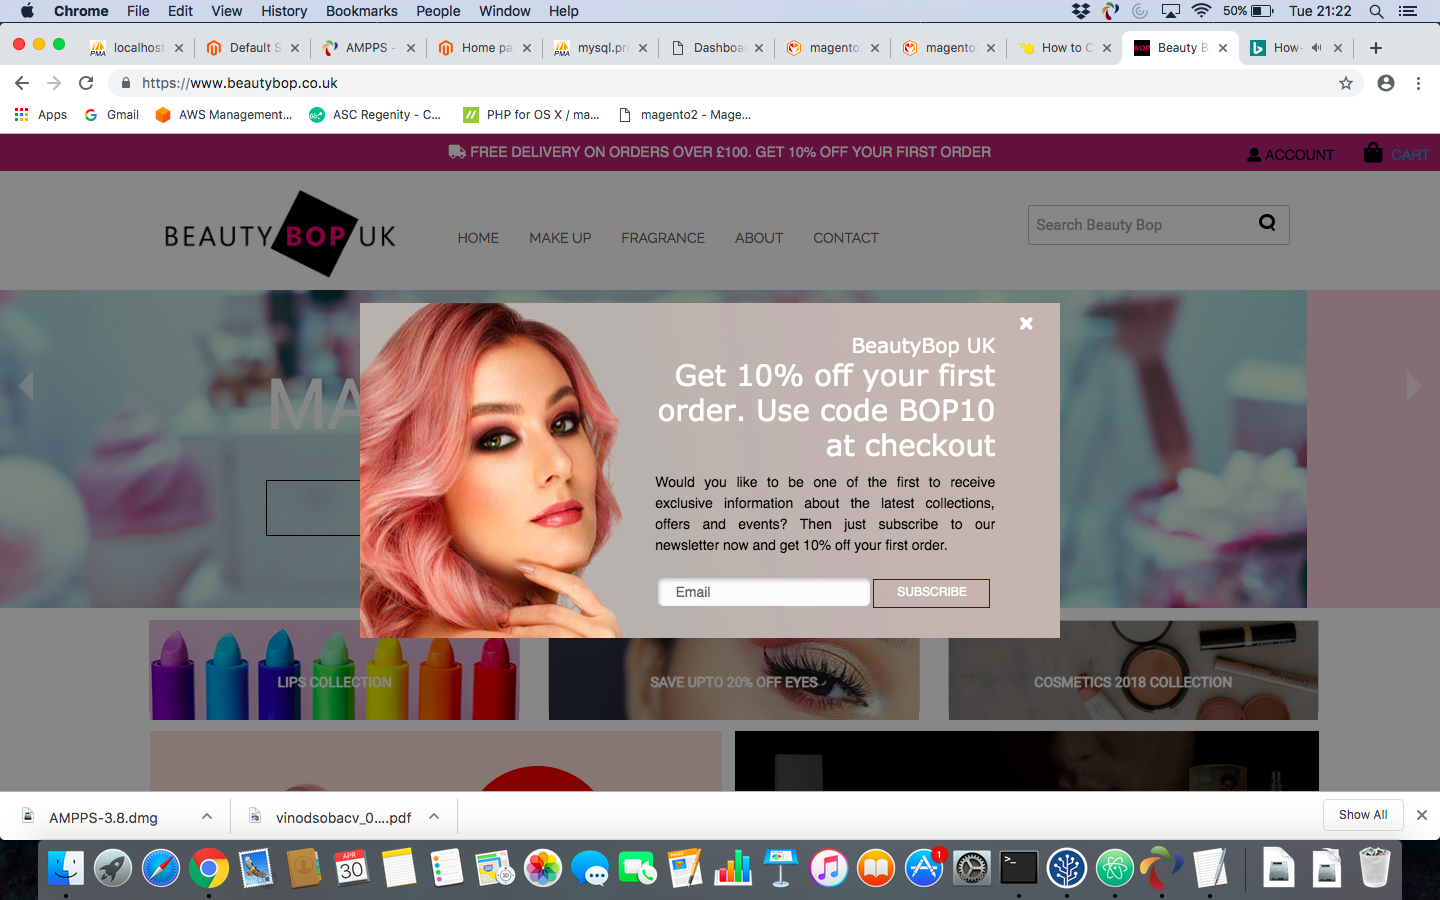 Chrome File Edit View History Bookmarks People Window Help 50% Tue 21:22
localhost Default S AMPPS - Home pa mysql.pr Dashboa magento magento How to C Beauty B How-
https://www.beautybop.co.uk
Apps Gmail AWS Management... ASC Regenity - C... PHP for OS X / ma... magento2 - Mage...
FREE DELIVERY ON ORDERS OVER £100. GET 10% OFF YOUR FIRST ORDER
ACCOUNT CART
BEAUTY BOP UK
HOME MAKE UP FRAGRANCE ABOUT CONTACT
Search Beauty Bop
MA
BeautyBop UK
Get 10% off your first
order. Use code BOP10
at checkout
Would you like to be one of the first to receive
exclusive information about the latest collections,
offers and events? Then just subscribe to our
newsletter now and get 10% off your first order.
Email SUBSCRIBE
LIPS COLLECTION SAVE UPTO 20% OFF EYES COSMETICS 2018 COLLECTION
AMPPS-3.8.dmg vinodsobacv_0....pdf Show All
APR
30
1